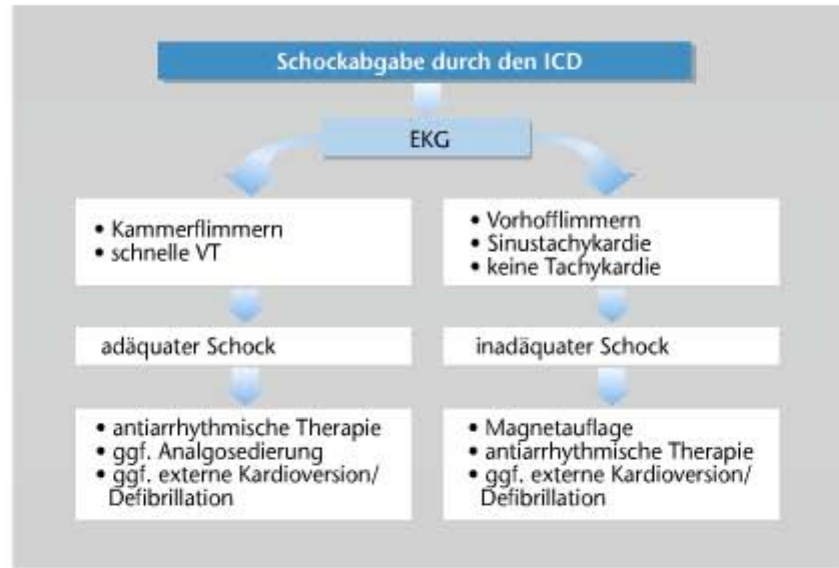 Schockabgabe durch den ICD
EKG
• Kammerflimmern
• schnelle VT
• Vorhofflimmern
• Sinustachykardie
• keine Tachykardie
adäquater Schock
inadäquater Schock
• antiarrhythmische Therapie
• ggf. Analgosedierung
• ggf. externe Kardioversion/
Defibrillation
• Magnetauflage
• antiarrhythmische Therapie
• ggf. externe Kardioversion/
Defibrillation